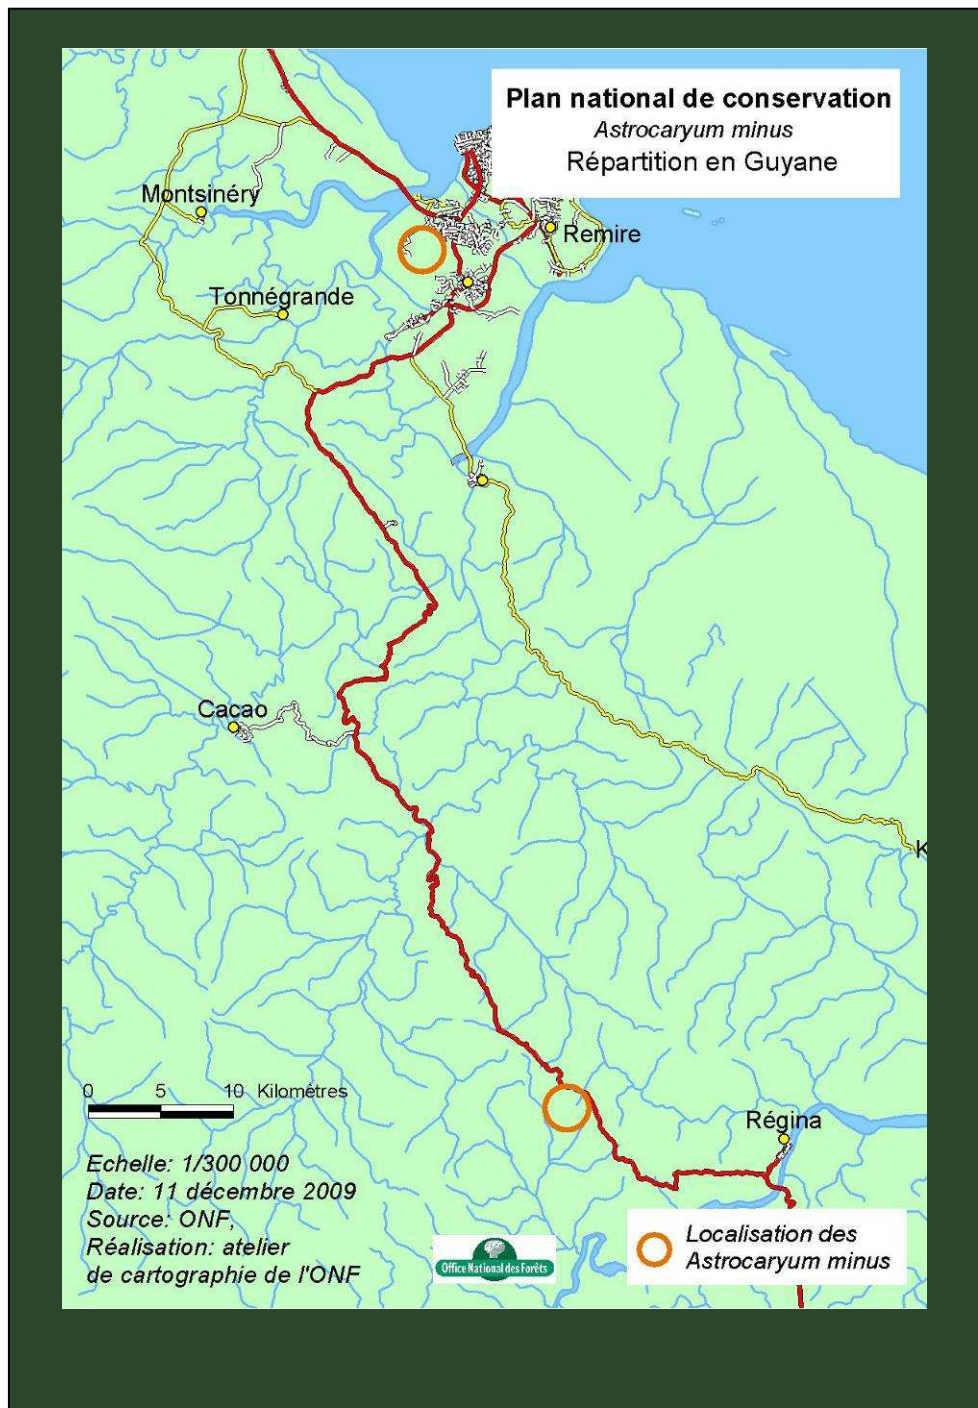 Plan national de conservation
Astrocaryum minus
Répartition en Guyane
Montsinéry
Remire
Tonnégrande
Cacao
K
0 5 10 Kilomètres
Régina
Echelle: 1/300 000
Date: 11 décembre 2009
Source: ONF,
Réalisation: atelier
de cartographie de l'ONF
Office National des Forêts
Localisation des
Astrocaryum minus